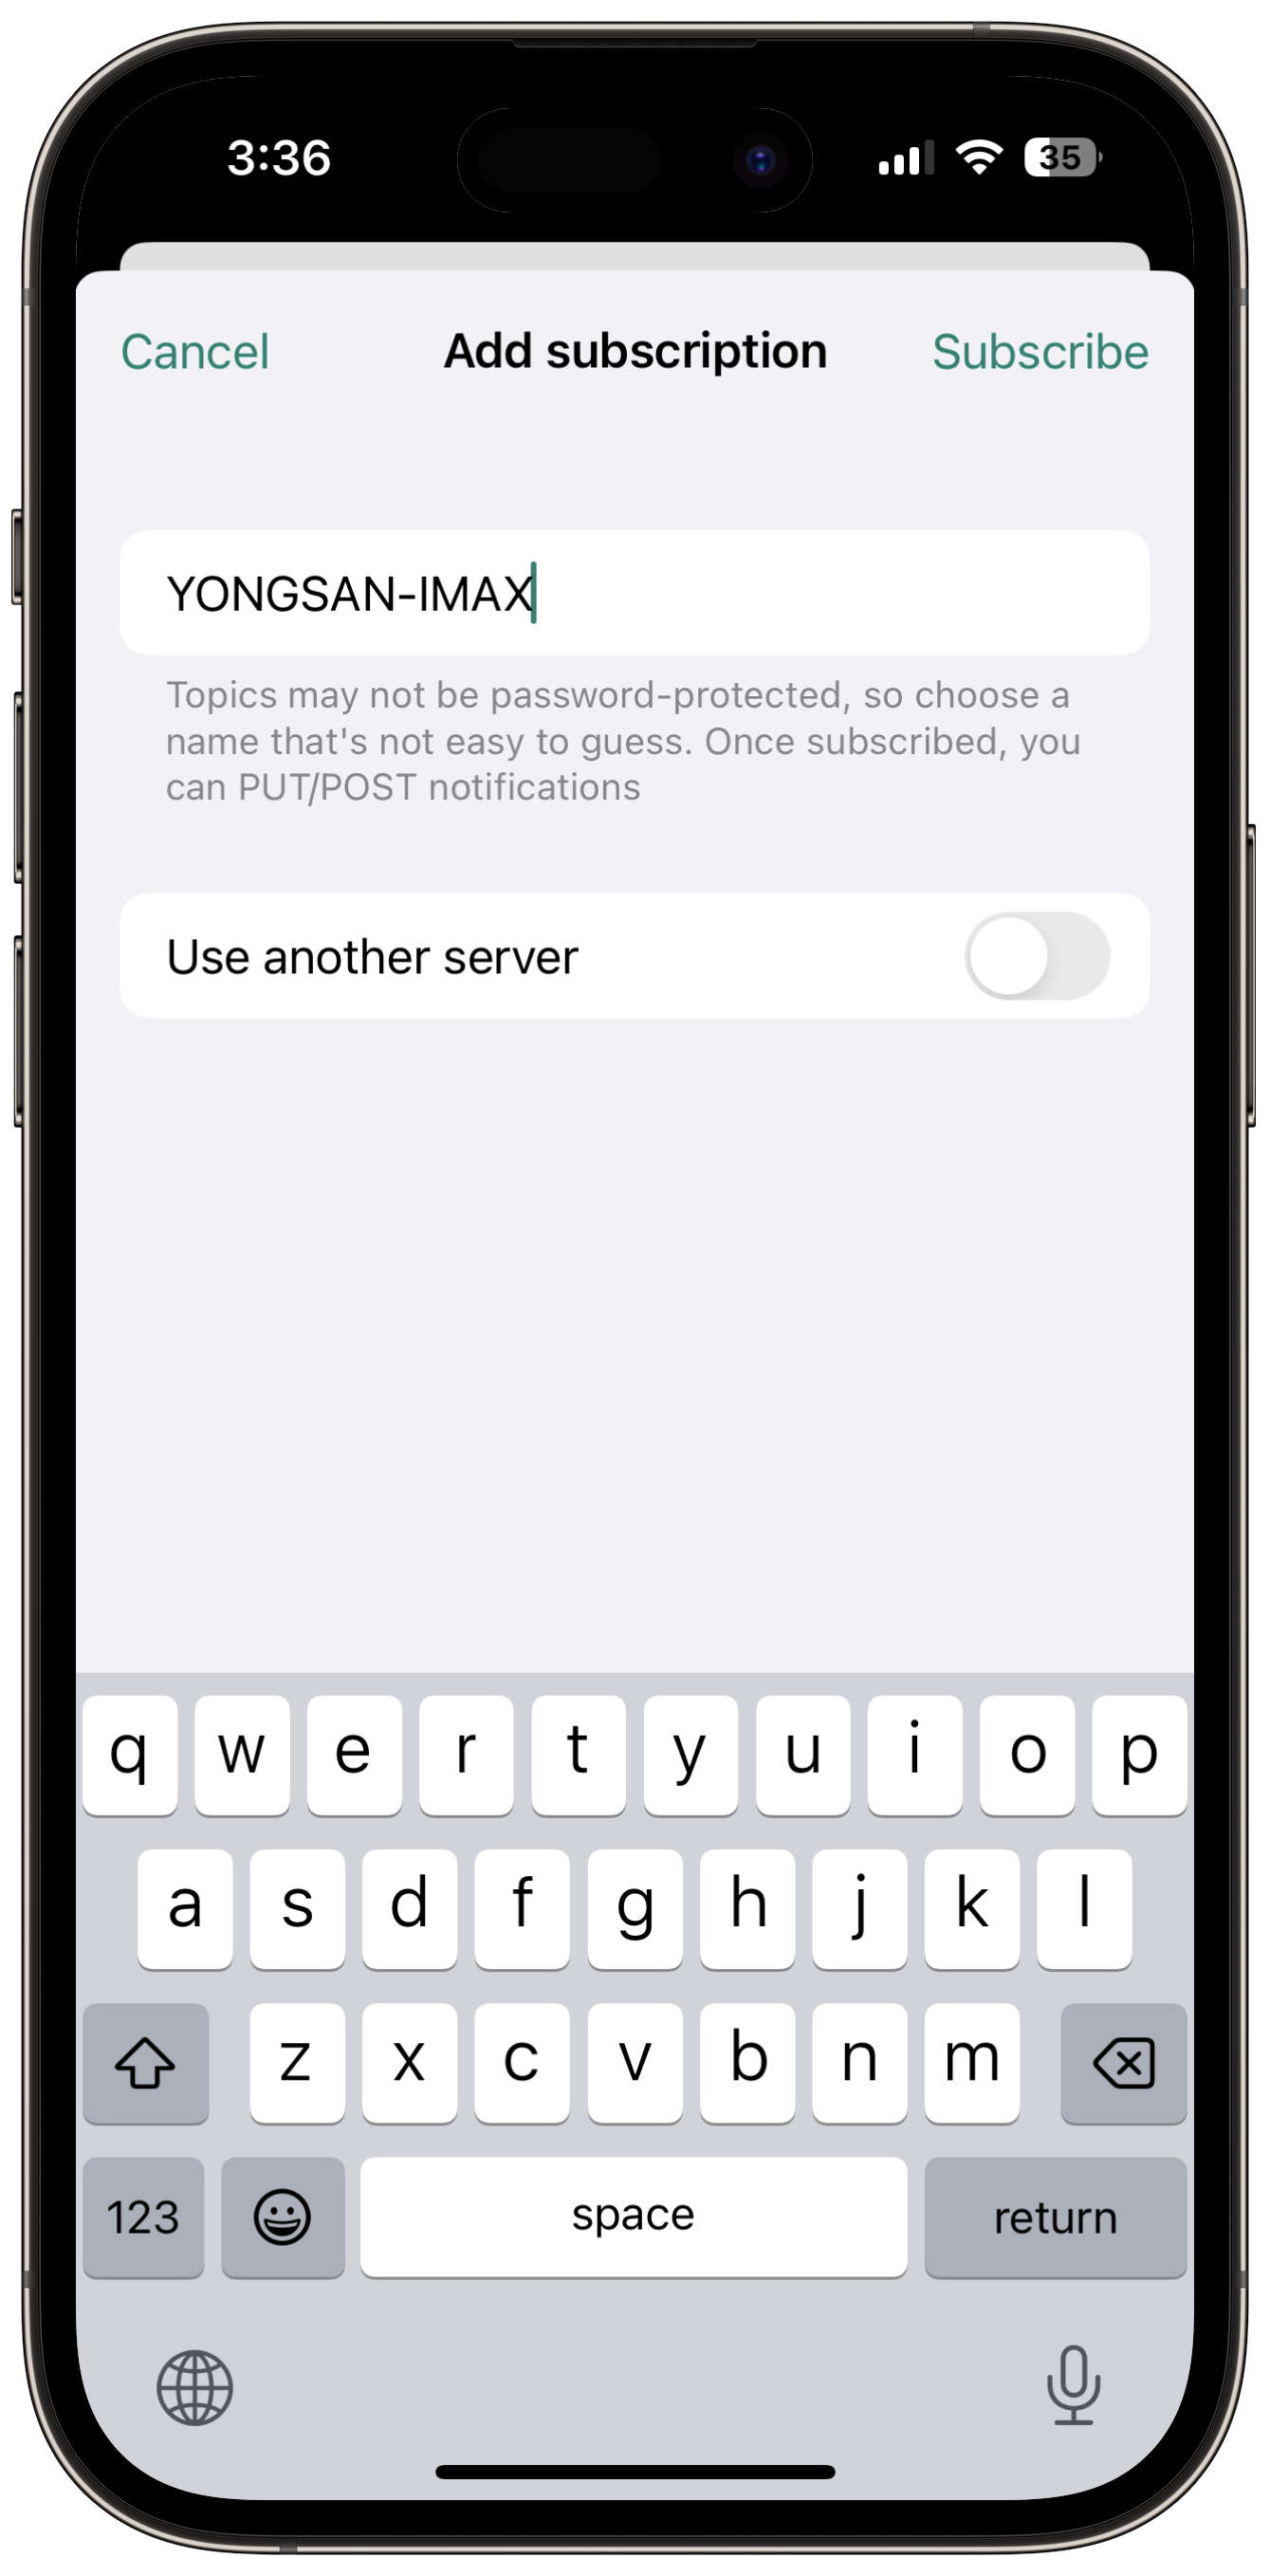 3:36
35
Cancel
Add subscription
Subscribe
YONGSAN-IMAX
Topics may not be password-protected, so choose a
name that's not easy to guess. Once subscribed, you
can PUT/POST notifications
Use another server
q w e r t y u i o p
a s d f g h j k l
z x c v b n m
123
space
return